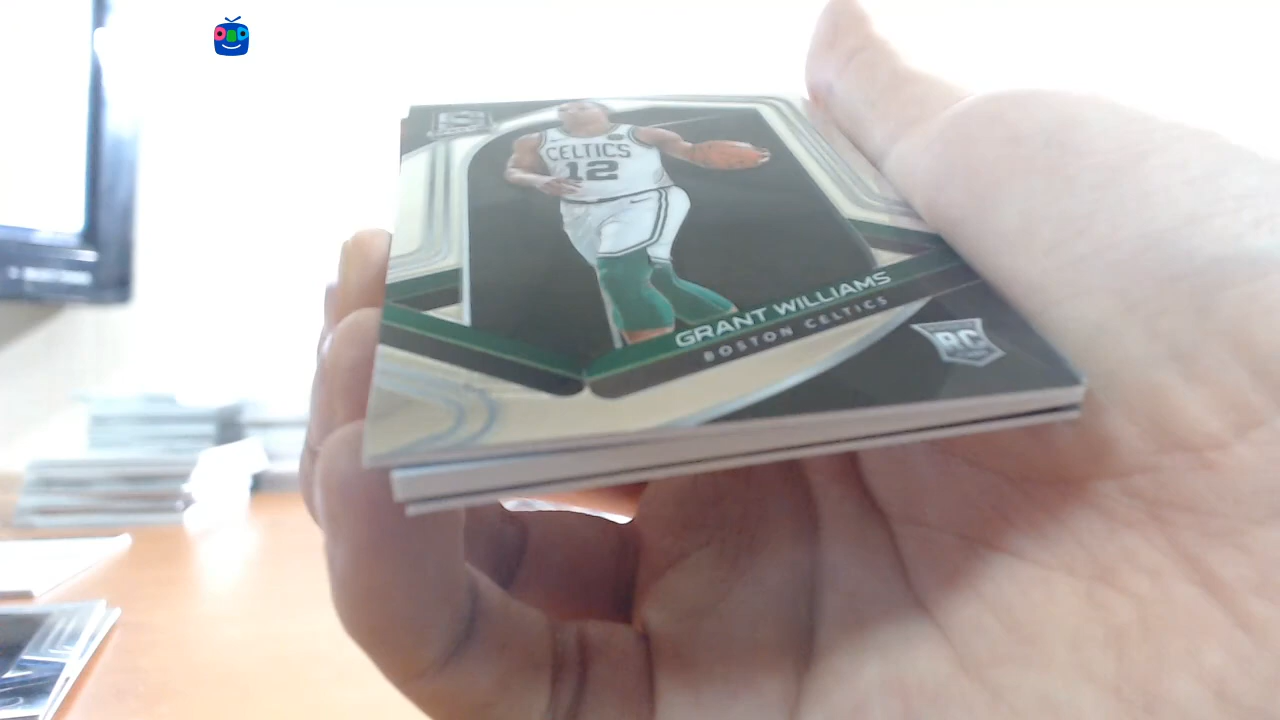 CELTICS
12
GRANT WILLIAMS
BOSTON CELTICS
RC